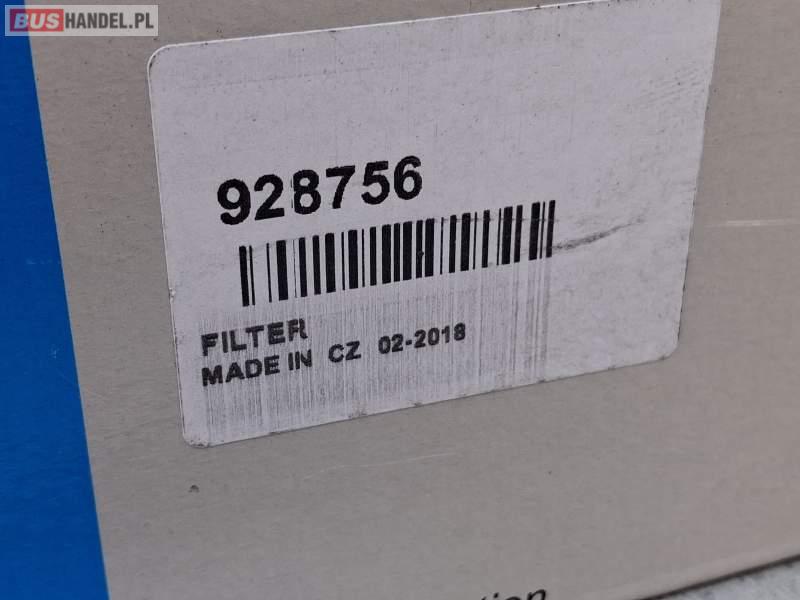 BUSHANDEL.PL
928756
FILTER
MADE IN CZ 02-2018